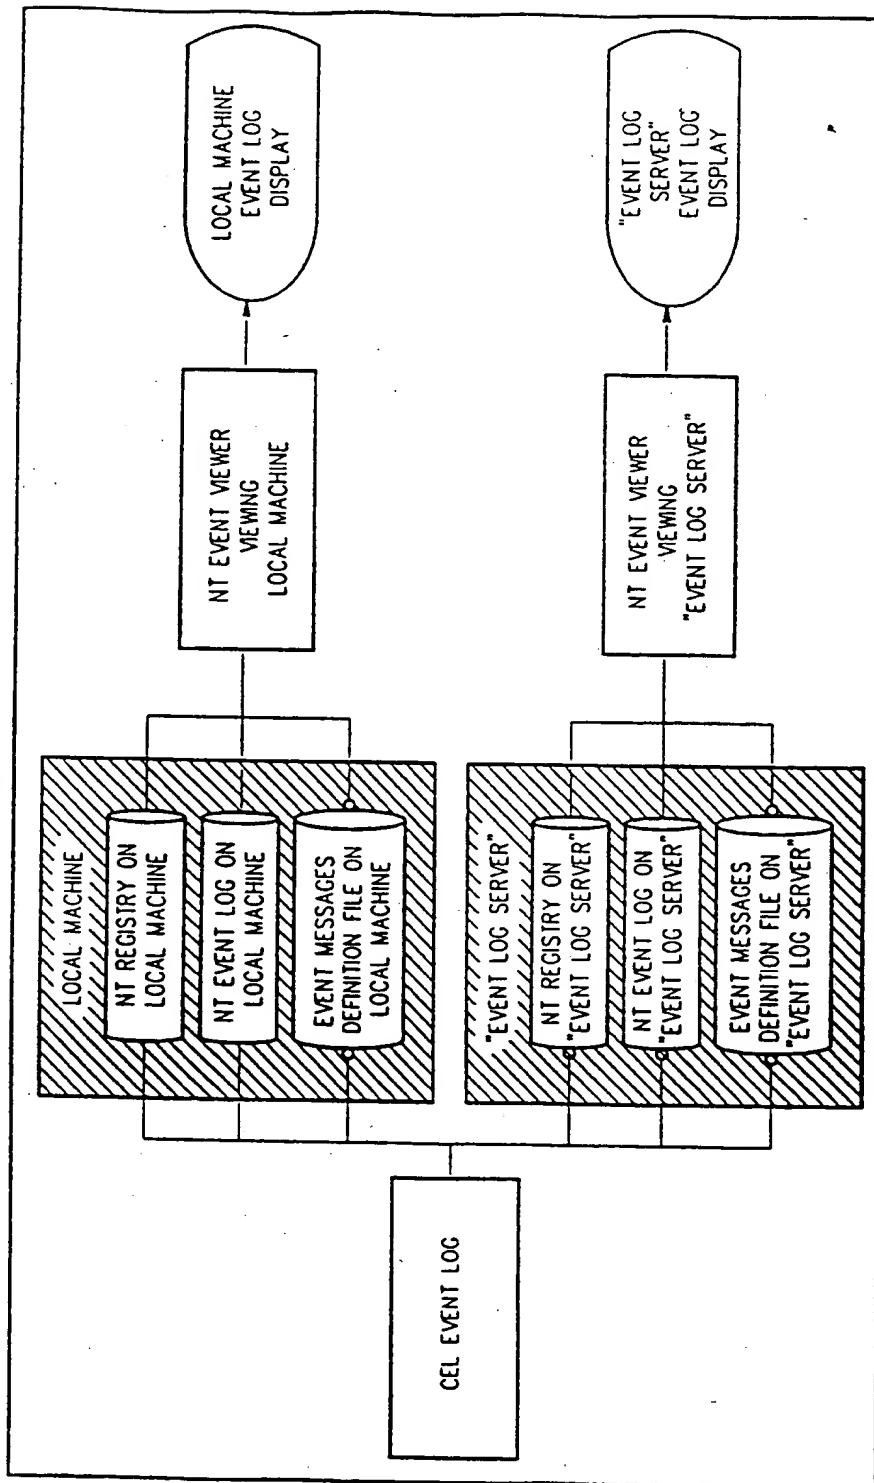 CEL EVENT LOG
LOCAL MACHINE
NT REGISTRY ON
LOCAL MACHINE
NT EVENT LOG ON
LOCAL MACHINE
EVENT MESSAGES
DEFINITION FILE ON
LOCAL MACHINE
NT EVENT VIEWER
VIEWING
LOCAL MACHINE
LOCAL MACHINE
EVENT LOG
DISPLAY
"EVENT LOG SERVER"
NT REGISTRY ON
"EVENT LOG SERVER"
NT EVENT LOG ON
"EVENT LOG SERVER"
EVENT MESSAGES
DEFINITION FILE ON
"EVENT LOG SERVER"
NT EVENT VIEWER
VIEWING
"EVENT LOG SERVER"
"EVENT LOG
SERVER"
EVENT LOG
DISPLAY